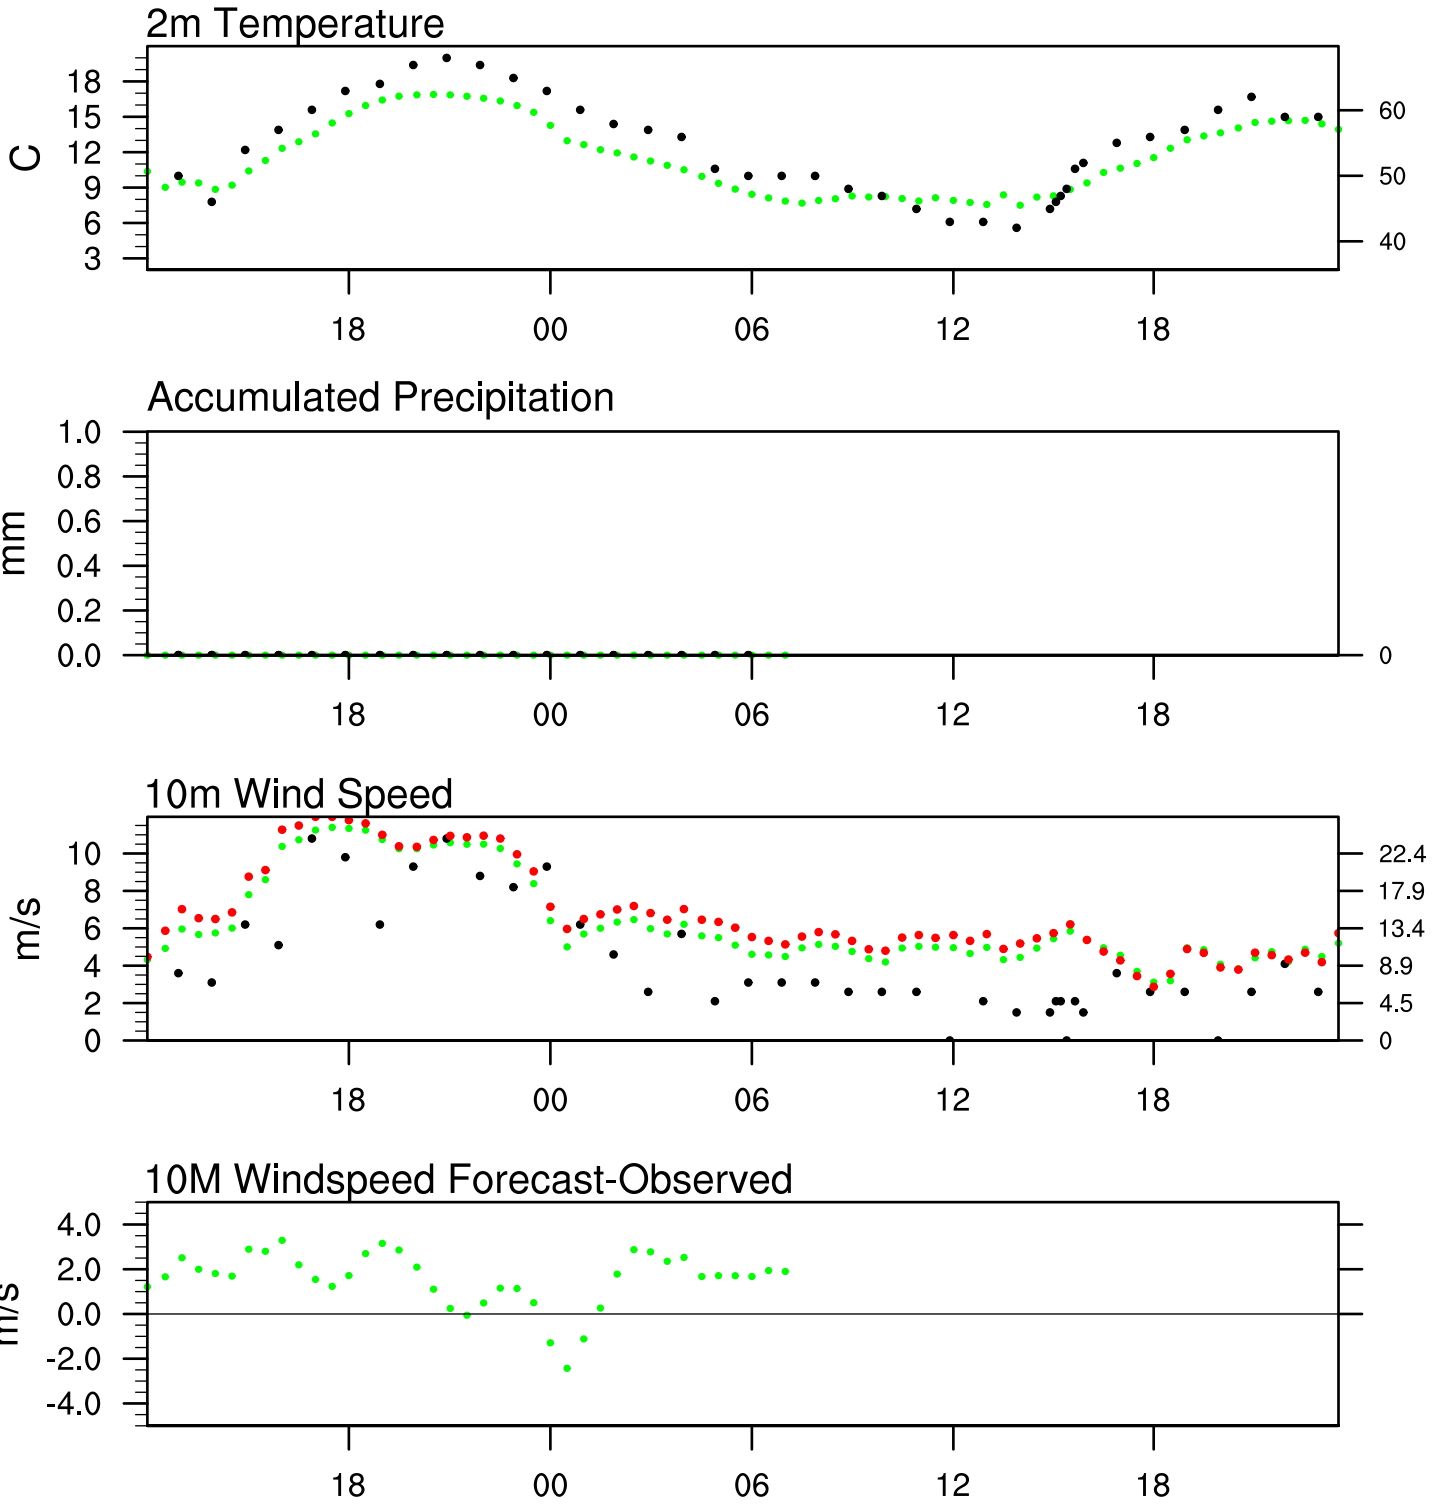 2m Temperature
18
15
12
9
6
3
C
60
50
40
18 00 06 12 18
Accumulated Precipitation
1.0
0.8
0.6
0.4
0.2
0.0
mm
0
18 00 06 12 18
10m Wind Speed
10
8
6
4
2
0
m/s
22.4
17.9
13.4
8.9
4.5
0
18 00 06 12 18
10M Windspeed Forecast-Observed
4.0
2.0
0.0
-2.0
-4.0
m/s
18 00 06 12 18